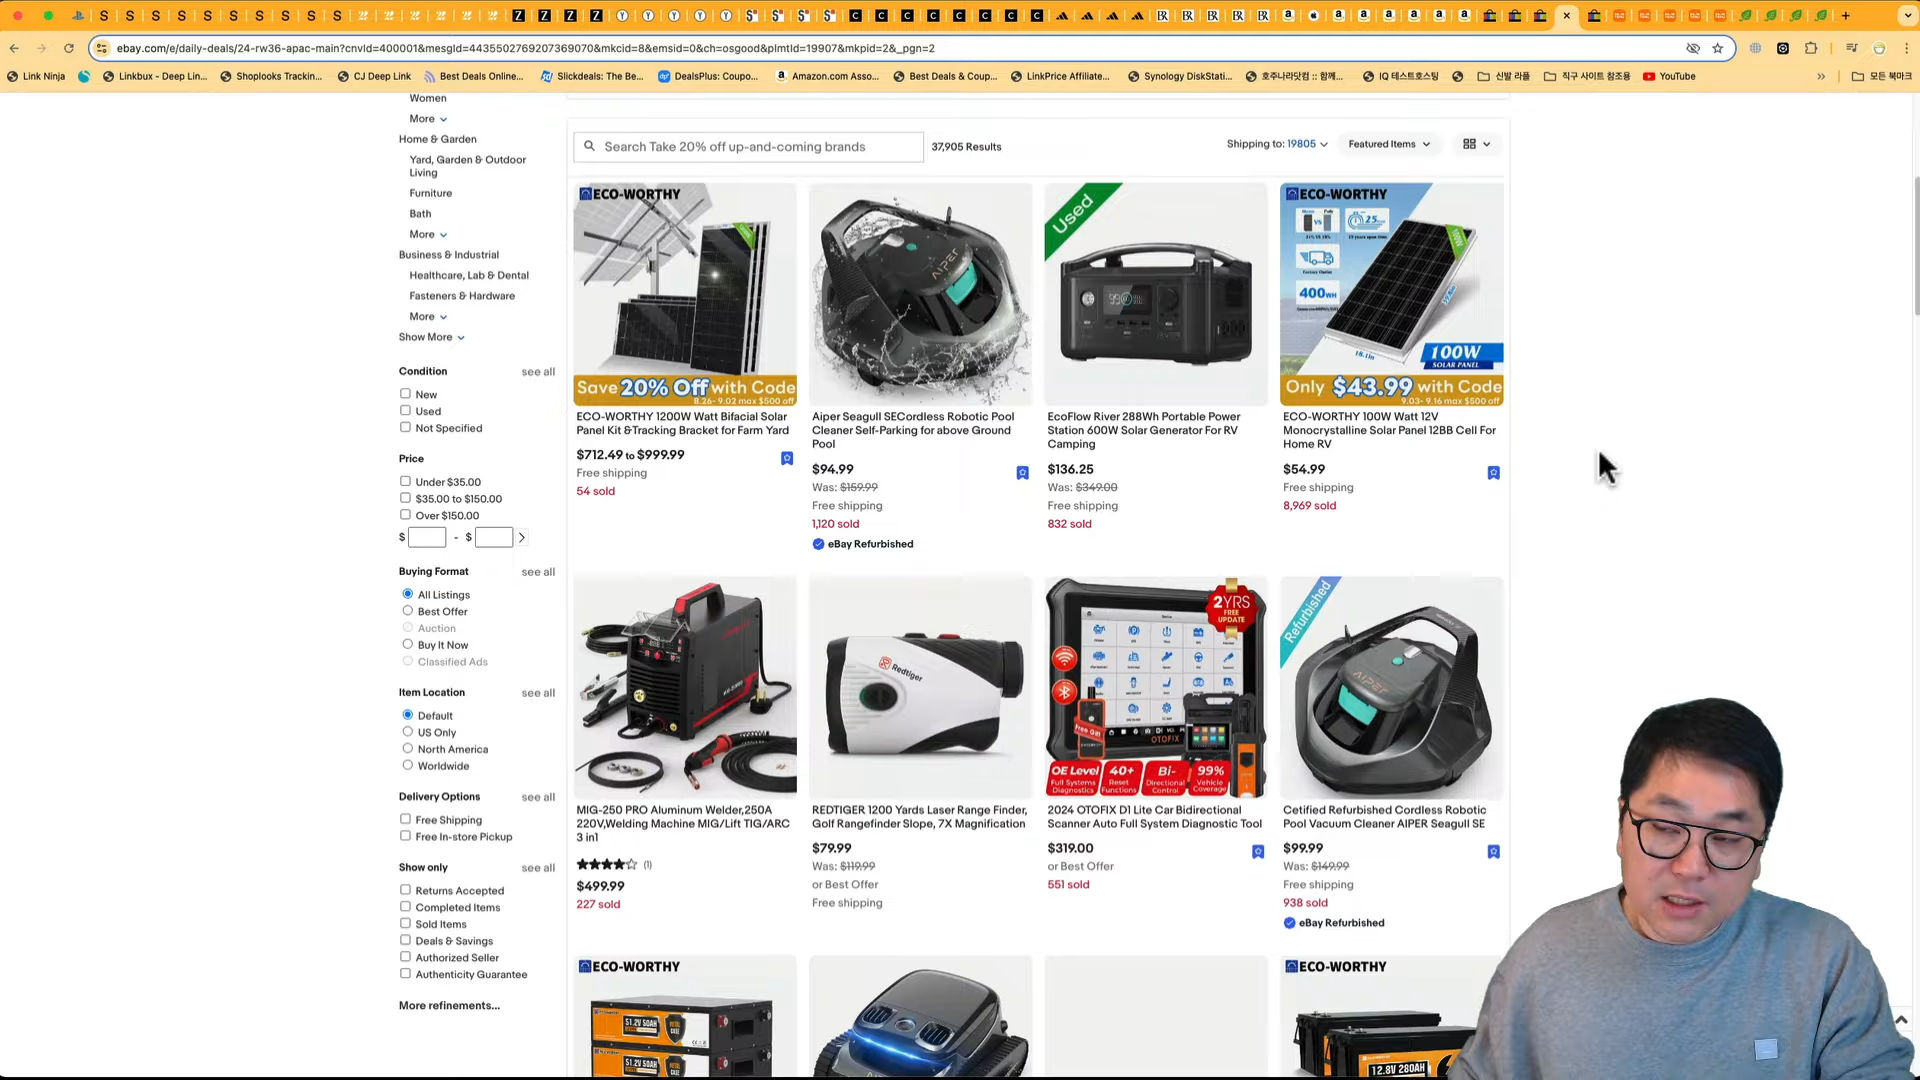 ebay.com/e/daily-deals/24-rw36-apac-main?cnvId=400001&mesgId=4435502769207369070&mkcid=8&emsid=0&ch=osgood&plmtId=19907&mkpid=2&_pgn=2
Link Ninja
Linkbux - Deep Lin...
Shoplooks Trackin...
CJ Deep Link
Best Deals Online...
Slickdeals: The Be...
DealsPlus: Coupo...
Amazon.com Asso...
Best Deals & Coup...
LinkPrice Affiliate...
Synology DiskStati...
호주나라닷컴 :: 함께...
IQ 테스트호스팅
신발 라플
직구 사이트 참조용
YouTube
모든 북마크
Women
More
Home & Garden
Yard, Garden & Outdoor
Living
Furniture
Bath
More
Business & Industrial
Healthcare, Lab & Dental
Fasteners & Hardware
More
Show More
Condition see all
New
Used
Not Specified
Price
Under $35.00
$35.00 to $150.00
Over $150.00
$ - $
Buying Format see all
All Listings
Best Offer
Auction
Buy It Now
Classified Ads
Item Location see all
Default
US Only
North America
Worldwide
Delivery Options see all
Free Shipping
Free In-store Pickup
Show only see all
Returns Accepted
Completed Items
Sold Items
Deals & Savings
Authorized Seller
Authenticity Guarantee
More refinements...
Search Take 20% off up-and-coming brands
37,905 Results
Shipping to: 19805
Featured Items
ECO-WORTHY
Save 20% Off with Code
8.26- 9.02 max $500 off
ECO-WORTHY 1200W Watt Bifacial Solar
Panel Kit &Tracking Bracket for Farm Yard
$712.49 to $999.99
Free shipping
54 sold
AIPER
Aiper Seagull SECordless Robotic Pool
Cleaner Self-Parking for above Ground
Pool
$94.99
Was: $159.99
Free shipping
1,120 sold
eBay Refurbished
Used
EcoFlow River 288Wh Portable Power
Station 600W Solar Generator For RV
Camping
$136.25
Was: $349.00
Free shipping
832 sold
ECO-WORTHY
400WH
100W
SOLAR PANEL
Only $43.99 with Code
9.03- 9.16 max $500 off
ECO-WORTHY 100W Watt 12V
Monocrystalline Solar Panel 12BB Cell For
Home RV
$54.99
Free shipping
8,969 sold
MIG-250 PRO Aluminum Welder,250A
220V,Welding Machine MIG/Lift TIG/ARC
3 in1
(1)
$499.99
227 sold
Redtiger
REDTIGER 1200 Yards Laser Range Finder,
Golf Rangefinder Slope, 7X Magnification
$79.99
Was: $119.99
or Best Offer
Free shipping
2YRS
FREE
UPDATE
Free Gift
OTOFIX
OE Level
Full Systems
Diagnostics
40+
Reset
Functions
Bi-
Directional
Control
99%
Vehicle
Coverage
2024 OTOFIX D1 Lite Car Bidirectional
Scanner Auto Full System Diagnostic Tool
$319.00
or Best Offer
551 sold
Refurbished
AIPER
Cetified Refurbished Cordless Robotic
Pool Vacuum Cleaner AIPER Seagull SE
$99.99
Was: $149.99
Free shipping
938 sold
eBay Refurbished
ECO-WORTHY
51.2V 50AH
51.2V 50AH
ECO-WORTHY
12.8V 280AH